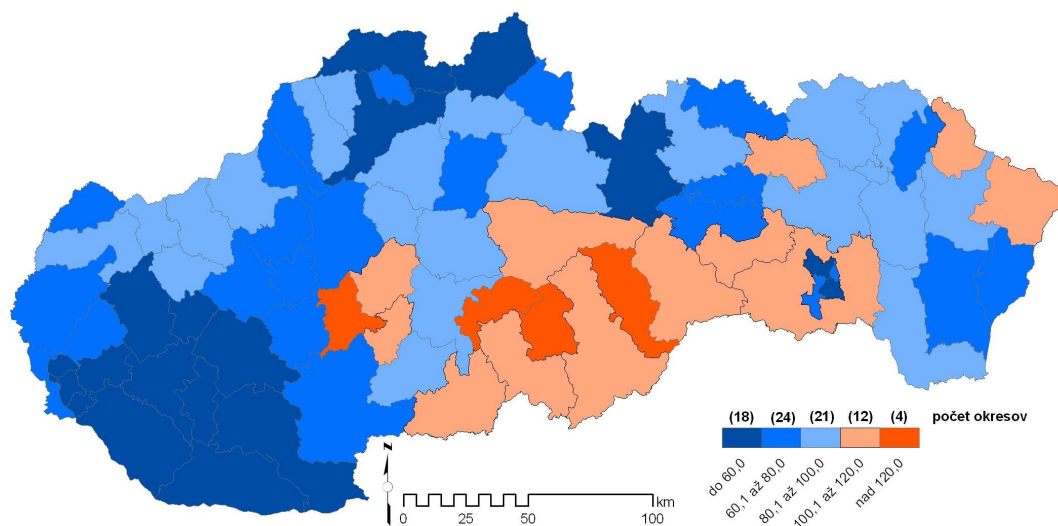 (18) (24) (21) (12) (4) počet okresov
do 60,0
60,1 až 80,0
80,1 až 100,0
100,1 až 120,0
nad 120,0
N
km
0 25 50 100